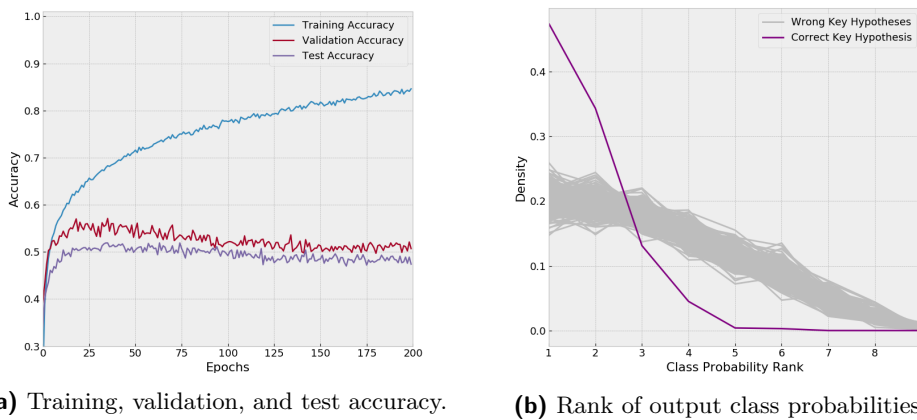 1.0
0.9
0.8
0.7
0.6
0.5
0.4
0.3
0
25
50
75
100
125
150
175
200
Accuracy
Epochs
Training Accuracy
Validation Accuracy
Test Accuracy
0.4
0.3
0.2
0.1
0.0
1
2
3
4
5
6
7
8
Density
Class Probability Rank
Wrong Key Hypotheses
Correct Key Hypothesis
a) Training, validation, and test accuracy.
(b) Rank of output class probabilities